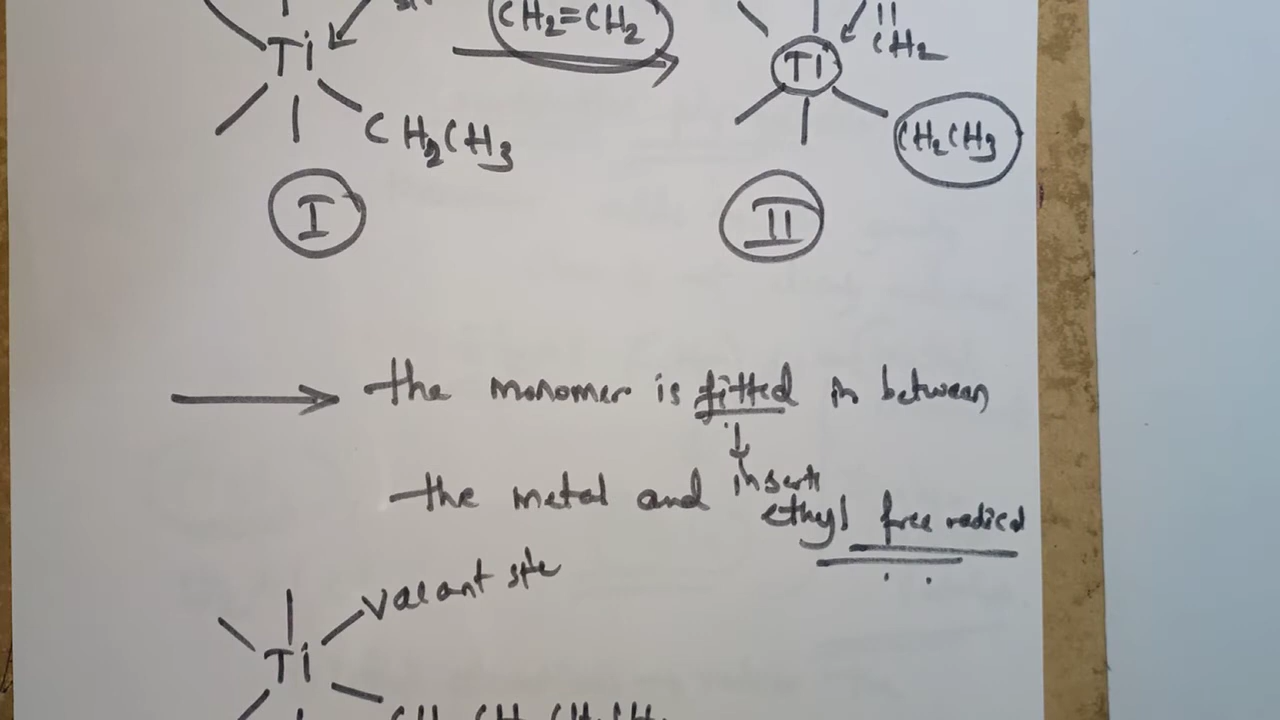 CH2=CH2
Ti
Ti
CH2
CH2CH3
CH2CH3
I
II
the monomer is fitted in between
insert
the metal and ethyl free radical
vacant site
Ti